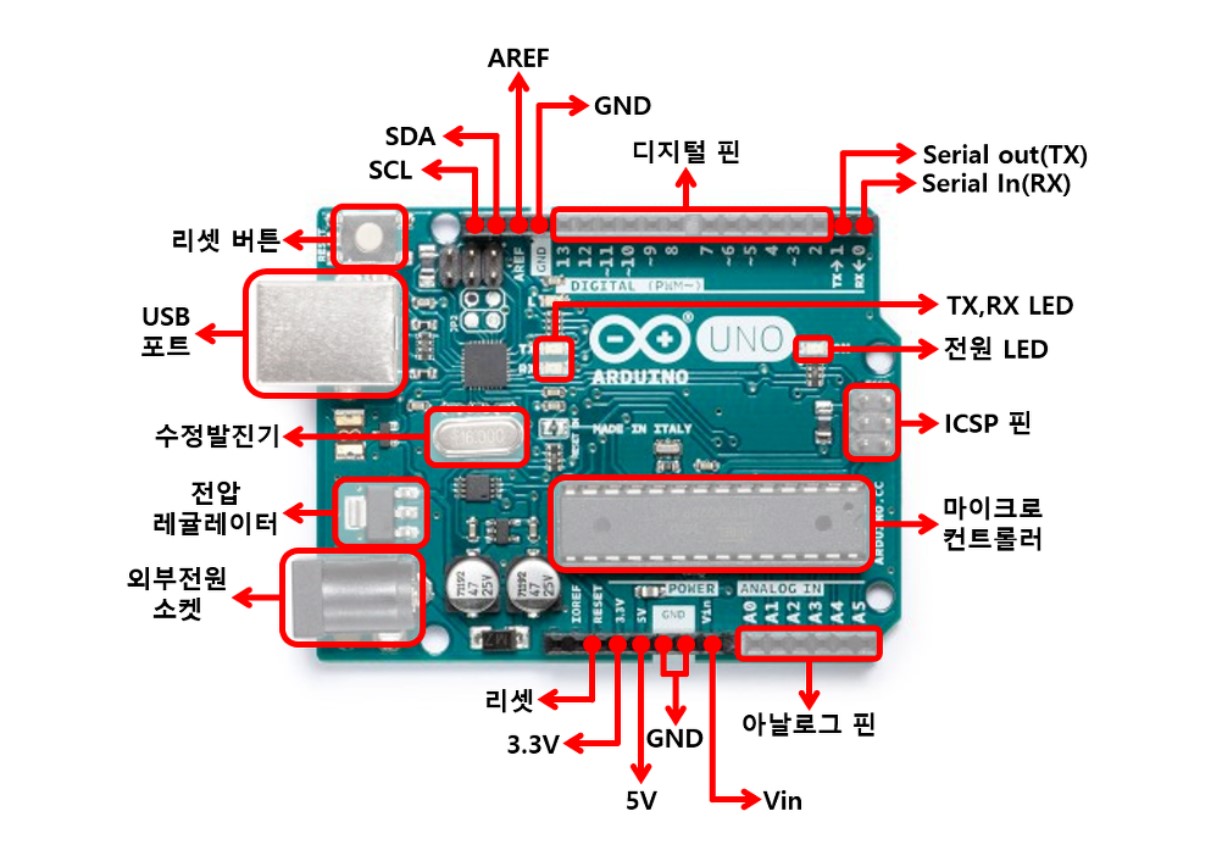 AREF
GND
SDA
SCL
디지털 핀
Serial out(TX)
Serial In(RX)
리셋 버튼
AREF
GND
13
12
~11
~10
~9
8
7
~6
~5
4
~3
2
TX→1
RX←0
DIGITAL (PWM~)
USB
포트
TX,RX LED
전원 LED
UNO
ARDUINO
ICSP 핀
수정발진기
MADE IN ITALY
전압
레귤레이터
마이크로
컨트롤러
ARDUINO.CC
외부전원
소켓
47
25V
47
25V
IOREF
RESET
3.3V
5V
POWER
GND
Vin
ANALOG IN
A0
A1
A2
A3
A4
A5
리셋
3.3V
GND
5V
Vin
아날로그 핀